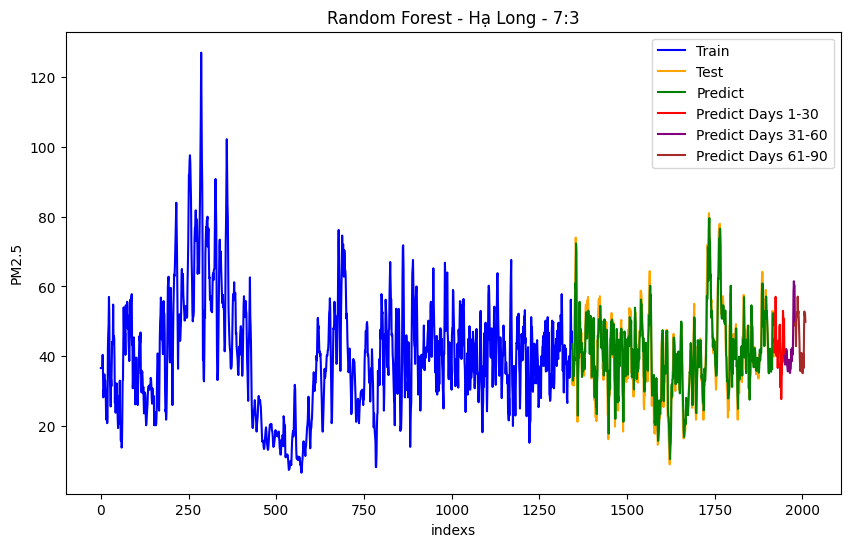 Random Forest - Hạ Long - 7:3
Train
Test
Predict
Predict Days 1-30
Predict Days 31-60
Predict Days 61-90
PM2.5
120
100
80
60
40
20
0
250
500
750
1000
1250
1500
1750
2000
indexs